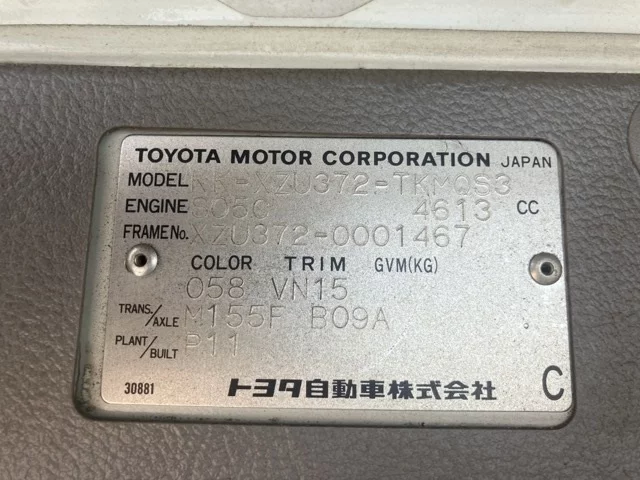 TOYOTA MOTOR CORPORATION JAPAN
MODEL KK-XZU372-TKMQS3
ENGINE S05C 4613 CC
FRAME No. XZU372-0001467
COLOR TRIM GVM(KG)
058 VN15
TRANS./AXLE M155F B09A
PLANT/BUILT P11
30881 トヨタ自動車株式会社 C